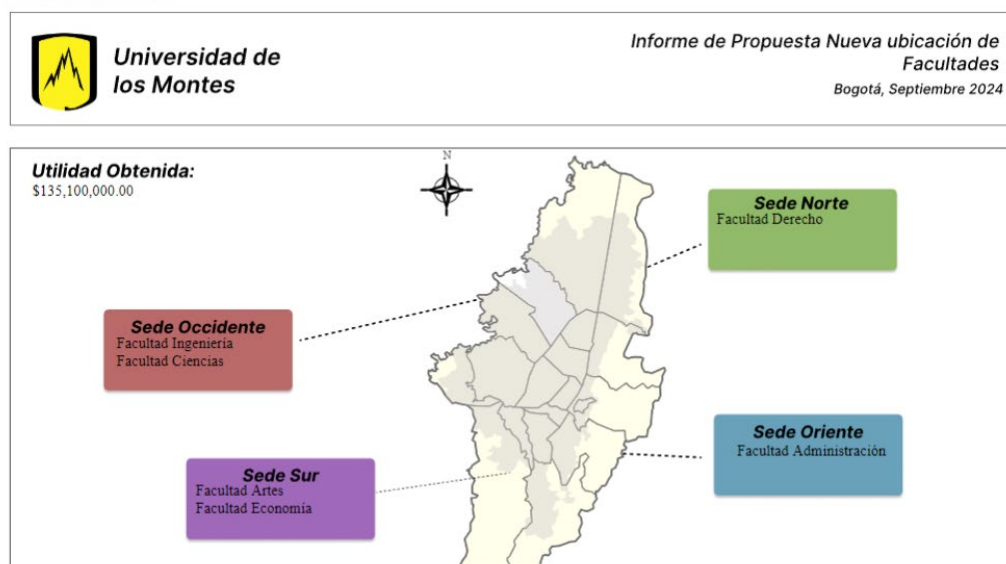 Universidad de
los Montes
Informe de Propuesta Nueva ubicación de
Facultades
Bogotá, Septiembre 2024
Utilidad Obtenida:
$135,100,000.00
N
Sede Norte
Facultad Derecho
Sede Occidente
Facultad Ingeniería
Facultad Ciencias
Sede Oriente
Facultad Administración
Sede Sur
Facultad Artes
Facultad Economía